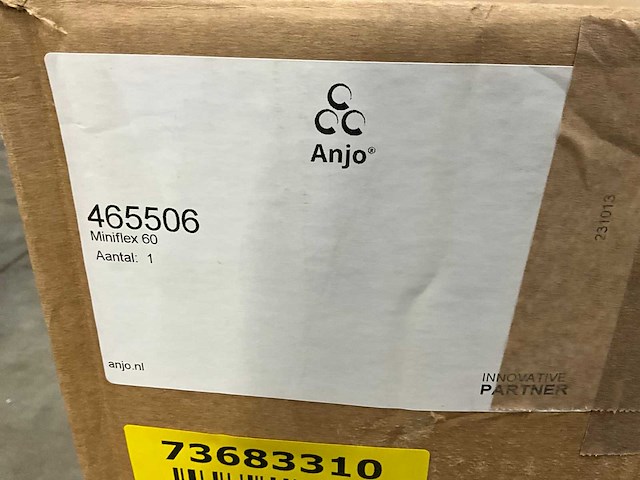 Anjo®
465506
Miniflex 60
Aantal: 1
231013
anjo.nl
INNOVATIVE
PARTNER
73683310